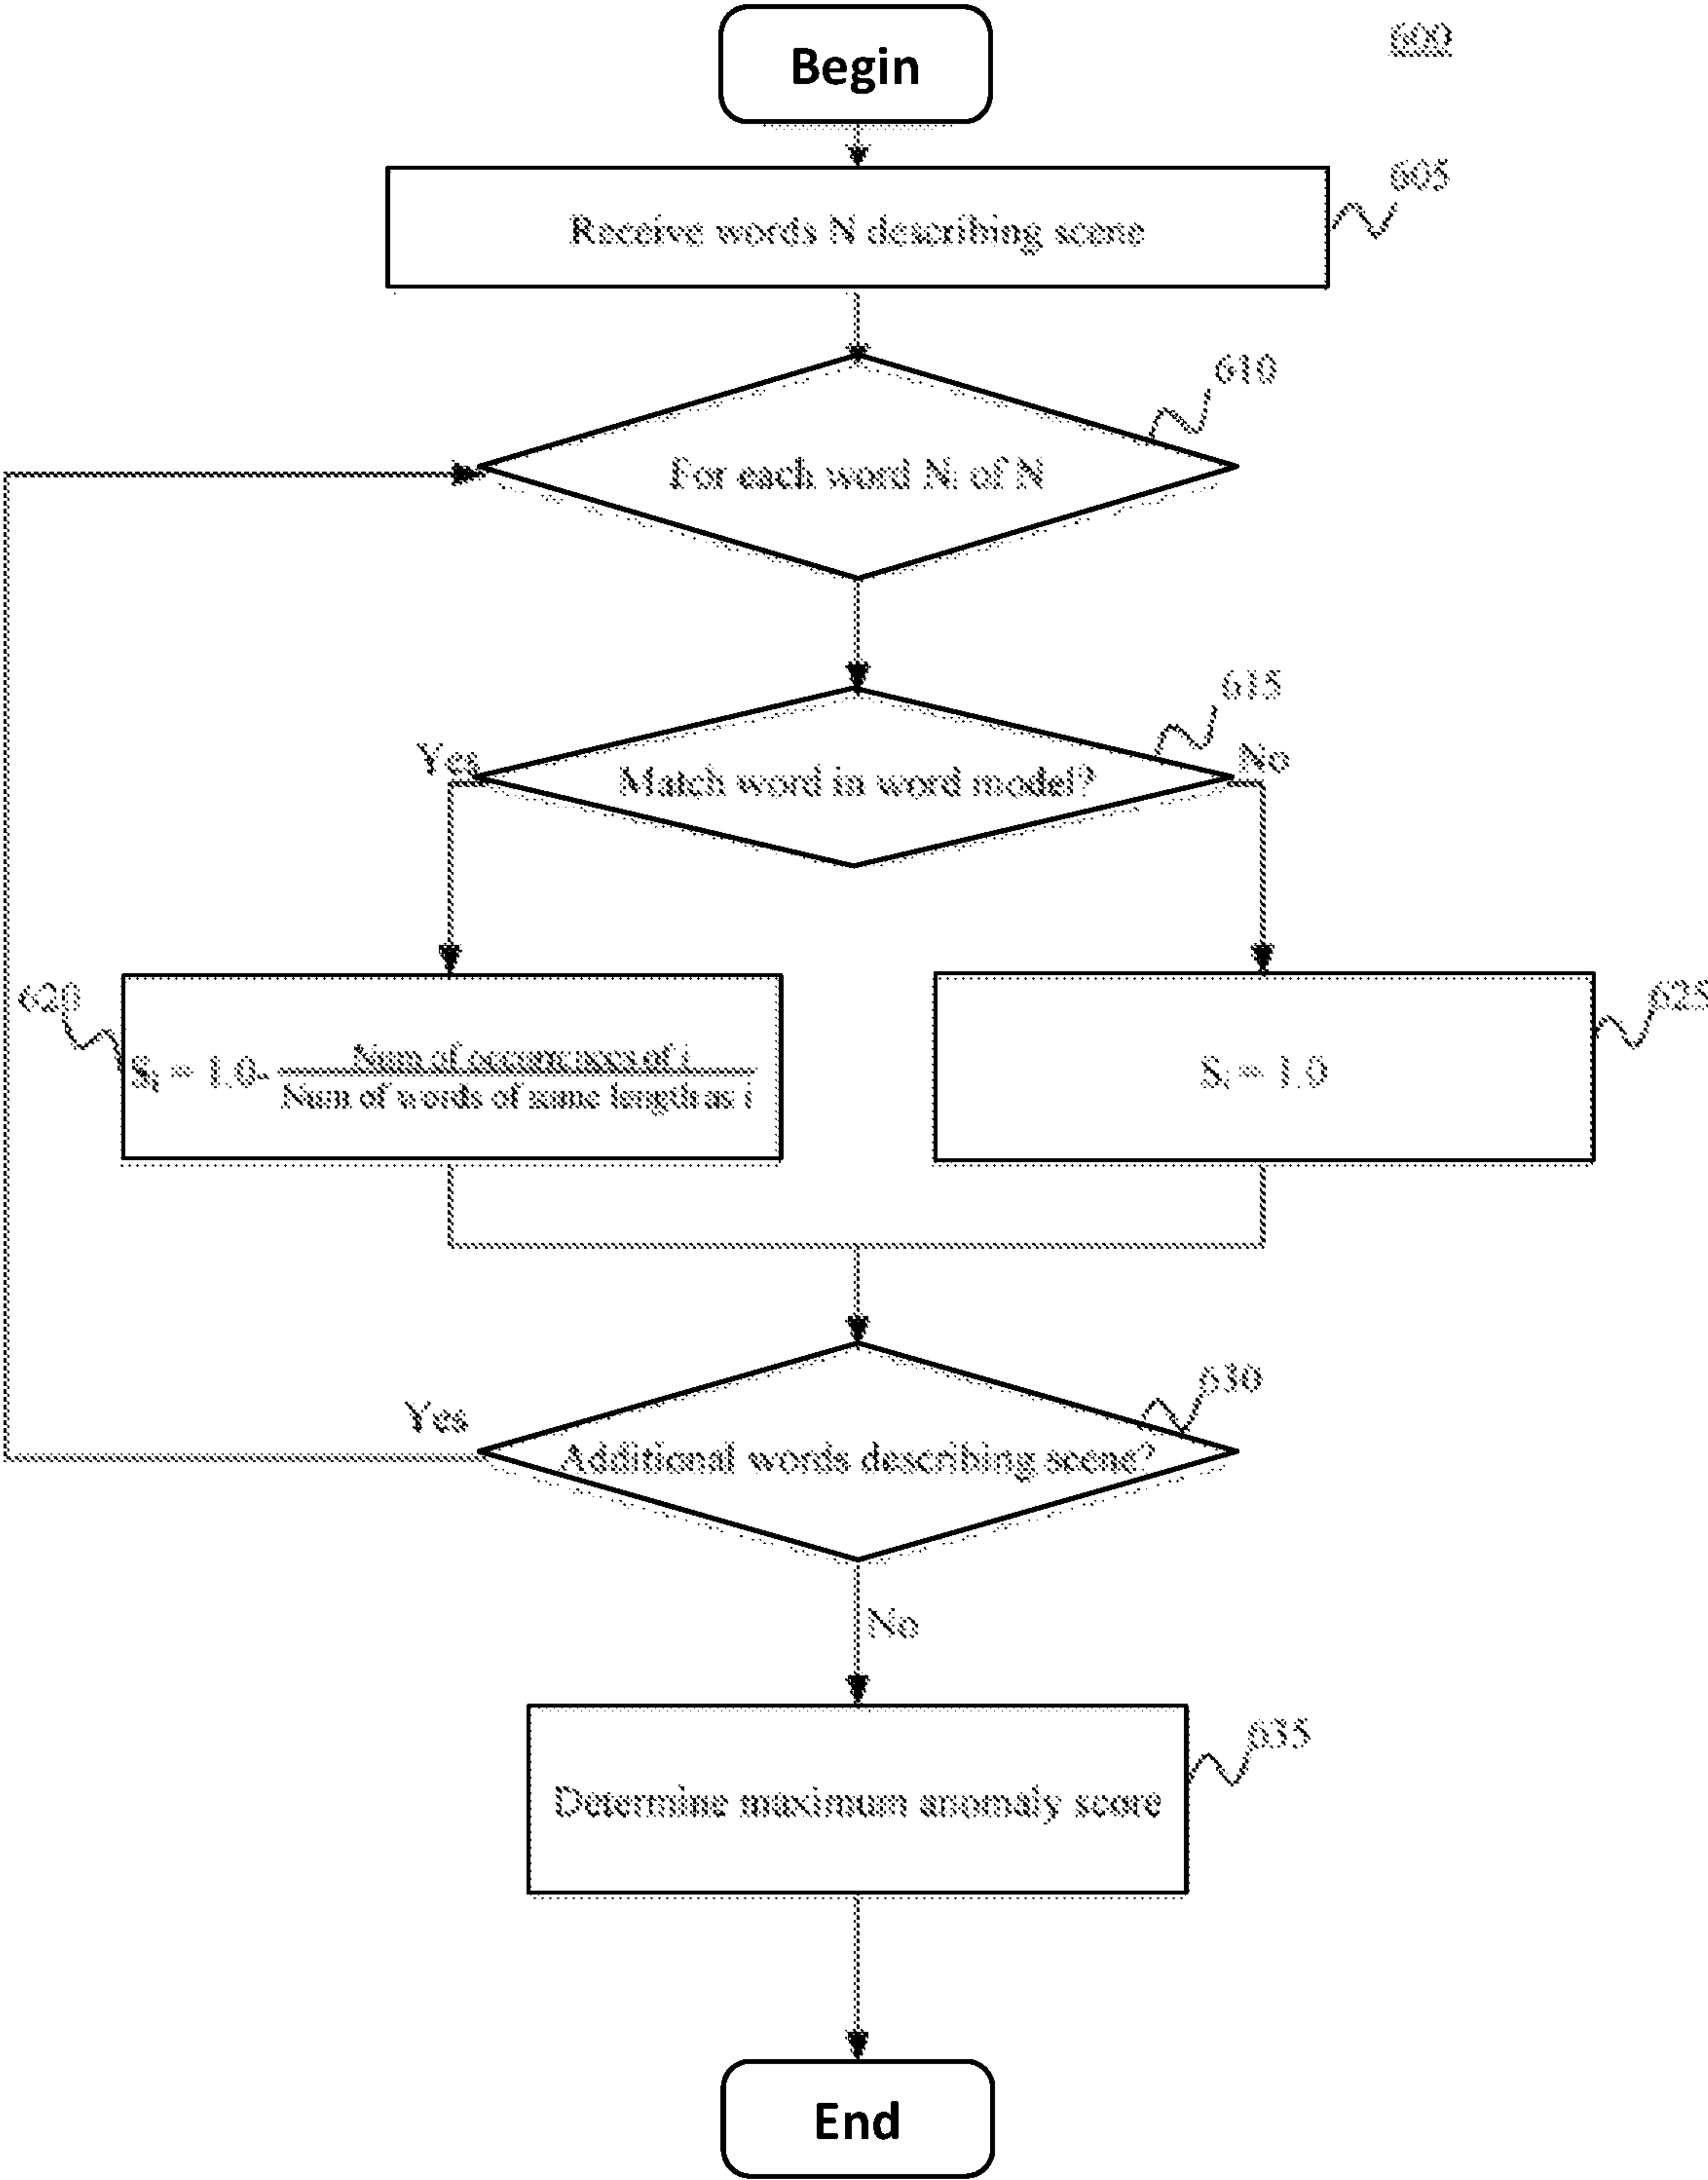 Begin
600
605
Receive words N describing scene
610
For each word Nᵢ of N
615
Yes
No
Match word in word model?
620
625
Num of occurrences of i
Sᵢ = 1.0-
Sᵢ = 1.0
Num of words of same length as i
630
Yes
Additional words describing scene?
No
635
Determine maximum anomaly score
End